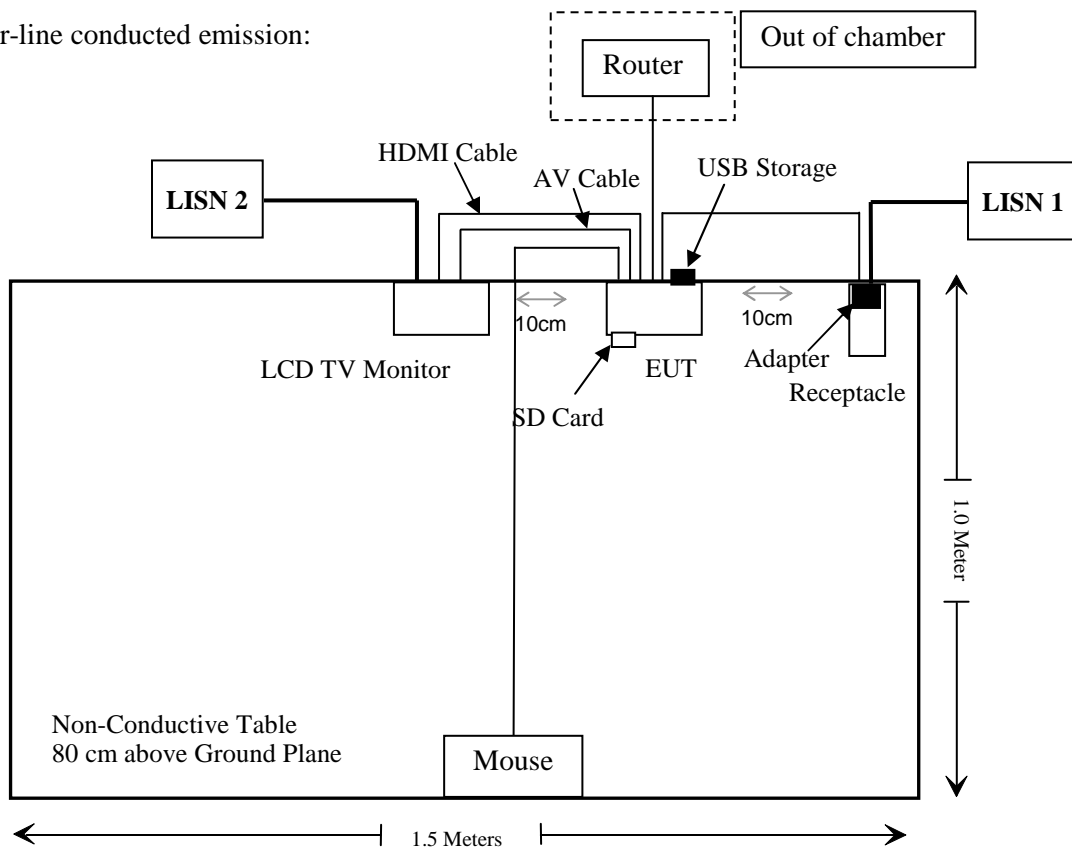 r-line conducted emission:
Out of chamber
Router
HDMI Cable
AV Cable
USB Storage
LISN 2
LISN 1
10cm
10cm
LCD TV Monitor
EUT
Adapter
Receptacle
SD Card
1.0 Meter
Non-Conductive Table
80 cm above Ground Plane
Mouse
1.5 Meters